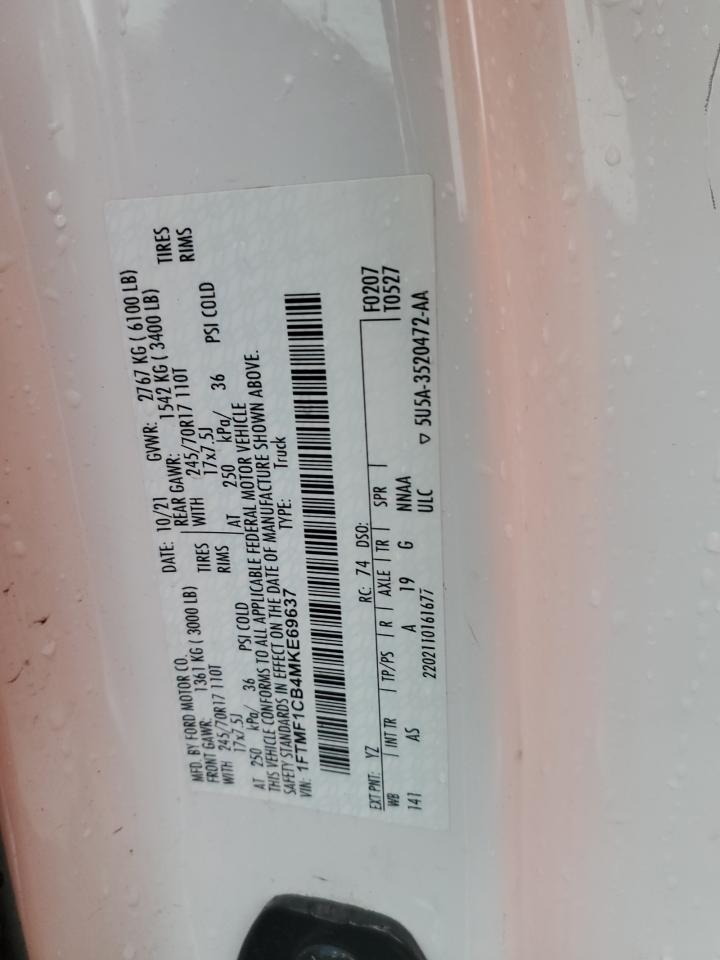 MFD. BY FORD MOTOR CO.
DATE: 10/21 GVWR: 2767 KG ( 6100 LB)
FRONT GAWR: 1361 KG ( 3000 LB)
REAR GAWR: 1542 KG ( 3400 LB)
WITH 245/70R17 110T TIRES
WITH 245/70R17 110T TIRES
17x7.5J RIMS
17x7.5J RIMS
AT 250 kPa/ 36 PSI COLD
AT 250 kPa/ 36 PSI COLD
THIS VEHICLE CONFORMS TO ALL APPLICABLE FEDERAL MOTOR VEHICLE
SAFETY STANDARDS IN EFFECT ON THE DATE OF MANUFACTURE SHOWN ABOVE.
VIN: 1FTMF1CB4MKE69637 TYPE: Truck
EXT PNT: YZ RC: 74 DSO: F0207
WB INT TR TP/PS R AXLE TR SPR T0527
141 AS A 19 G NNAA
2202110161677 ULC ▽ 5U5A-3520472-AA